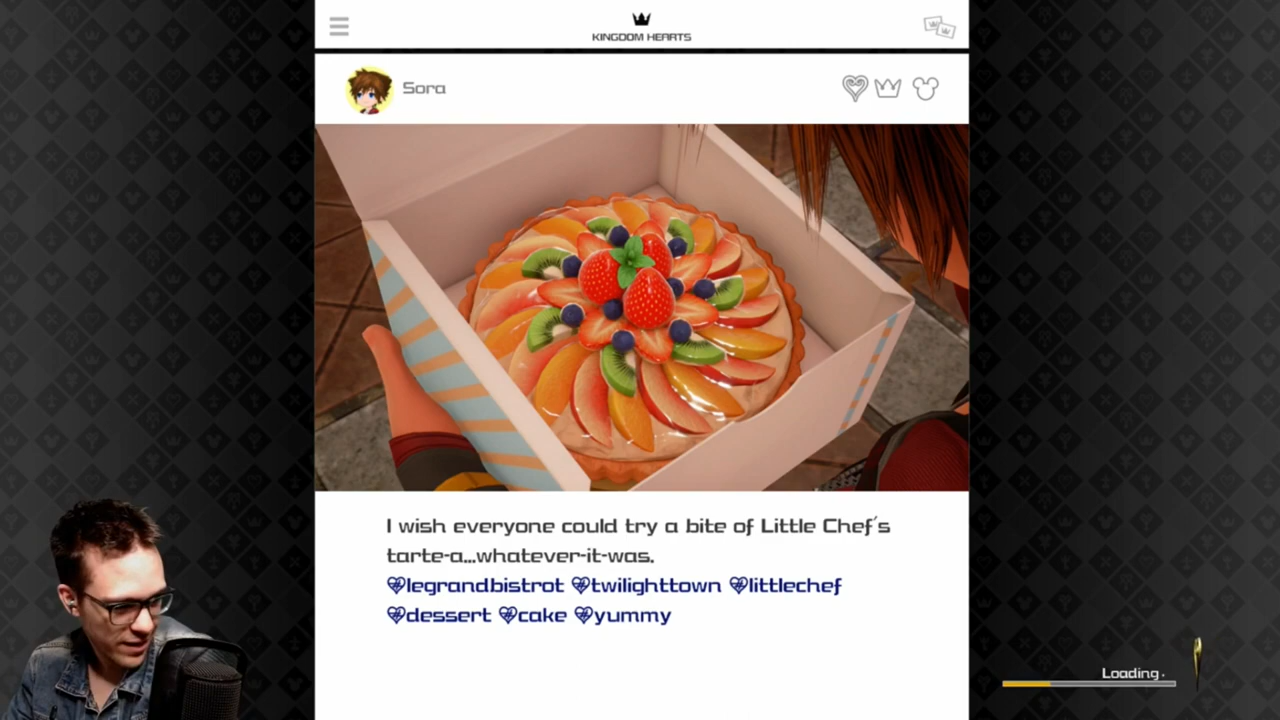 KINGDOM HEARTS
Sora
I wish everyone could try a bite of Little Chef's
tarte-a...whatever-it-was.
legrandbistrot twilighttown littlechef
dessert cake yummy
Loading.